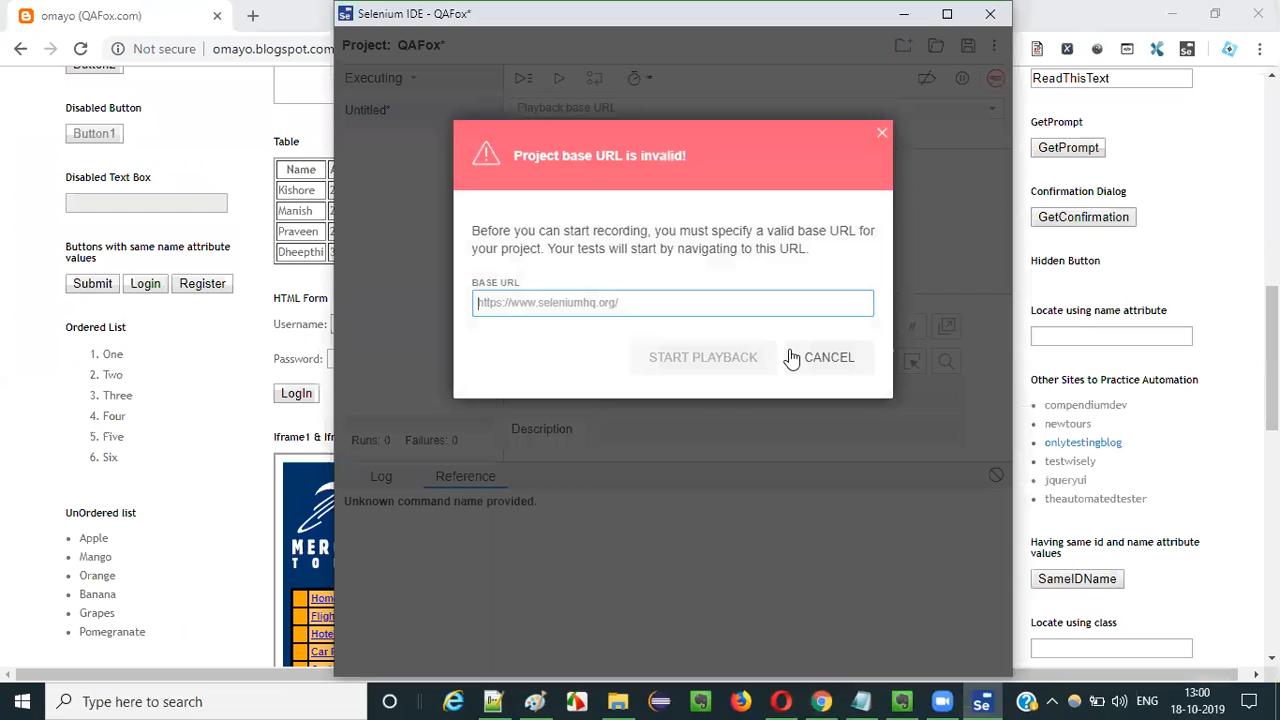 omayo (QAFox.com)
Not secure
omayo.blogspot.com
Button2
Disabled Button
Button1
Disabled Text Box
Buttons with same name attribute
values
Submit
Login
Register
Ordered List
1. One
2. Two
3. Three
4. Four
5. Five
6. Six
UnOrdered list
Apple
Mango
Orange
Banana
Grapes
Pomegranate
Table
Name
Kishore
Manish
Praveen
Dheepthi
HTML Form
Username:
Password:
LogIn
Iframe1 &
Selenium IDE - QAFox*
Project: QAFox*
Executing
Untitled*
Playback base URL
Project base URL is invalid!
Before you can start recording, you must specify a valid base URL for
your project. Your tests will start by navigating to this URL.
BASE URL
https://www.seleniumhq.org/
START PLAYBACK
CANCEL
//
Runs: 0
Failures: 0
Description
Log
Reference
Unknown command name provided.
ReadThisText
GetPrompt
GetPrompt
Confirmation Dialog
GetConfirmation
Hidden Button
Locate using name attribute
Other Sites to Practice Automation
compendiumdev
newtours
onlytestingblog
testwisely
jqueryui
theautomatedtester
Having same id and name attribute
values
SameIDName
Locate using class
Type here to search
Se
ENG
13:00
18-10-2019